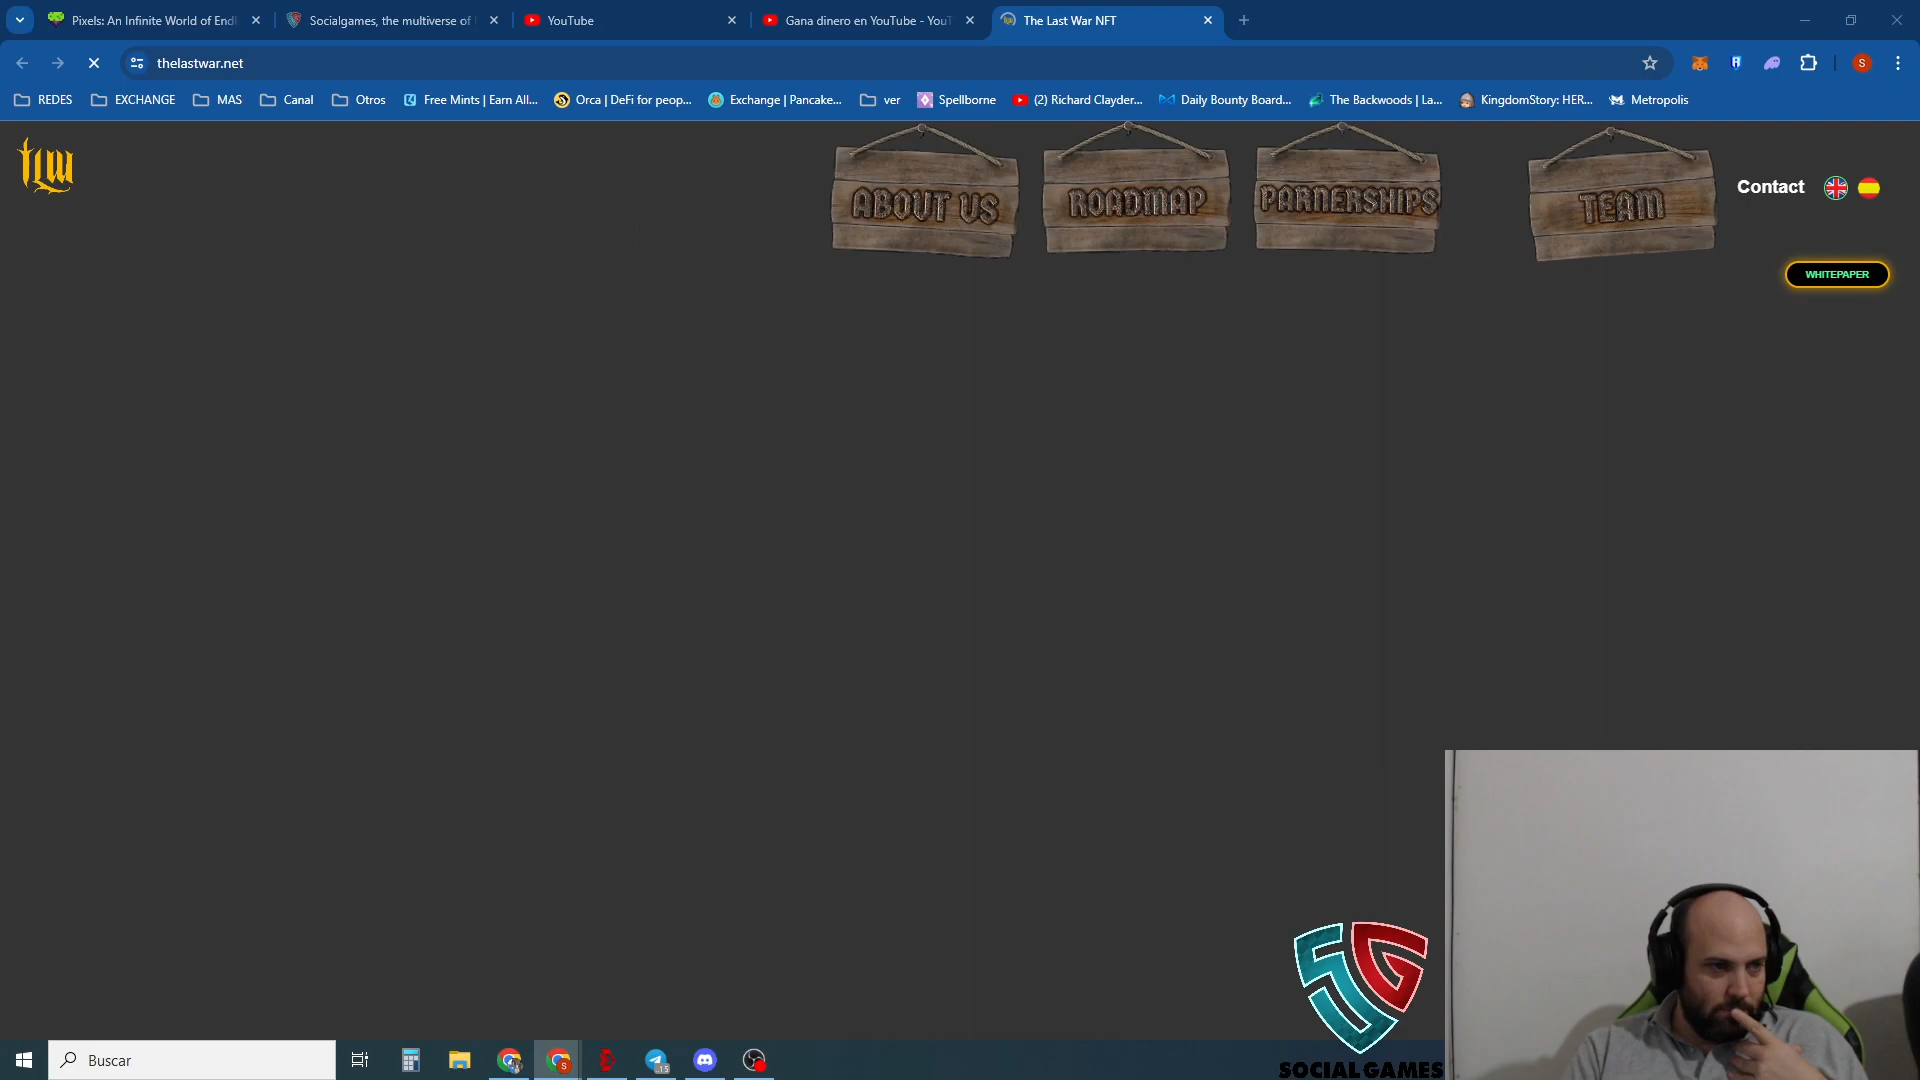 Pixels: An Infinite World of Endl
Socialgames, the multiverse of
YouTube
Gana dinero en YouTube - YouT
The Last War NFT
thelastwar.net
S
REDES
EXCHANGE
MAS
Canal
Otros
Free Mints | Earn All...
Orca | DeFi for peop...
Exchange | Pancake...
ver
Spellborne
(2) Richard Clayder...
Daily Bounty Board...
The Backwoods | La...
KingdomStory: HER...
Metropolis
tLW
ABOUT US
ROADMAP
PARNERSHIPS
TEAM
Contact
WHITEPAPER
SOCIAL GAMES
Buscar
S
15